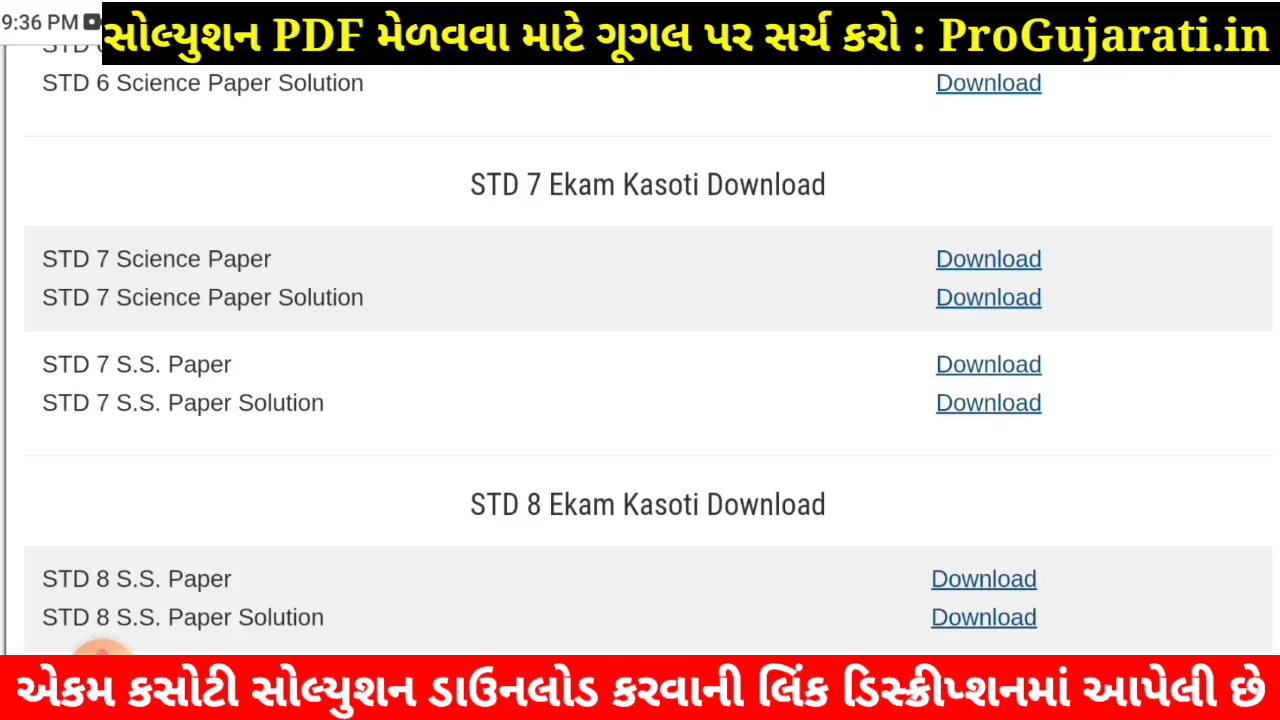 9:36 PM
સોલ્યુશન PDF મેળવવા માટે ગૂગલ પર સર્ચ કરો : ProGujarati.in
STD 6 Science Paper Solution Download
STD 7 Ekam Kasoti Download
STD 7 Science Paper Download
STD 7 Science Paper Solution Download
STD 7 S.S. Paper Download
STD 7 S.S. Paper Solution Download
STD 8 Ekam Kasoti Download
STD 8 S.S. Paper Download
STD 8 S.S. Paper Solution Download
એકમ કસોટી સોલ્યુશન ડાઉનલોડ કરવાની લિંક ડિસ્ક્રીપ્શનમાં આપેલી છે